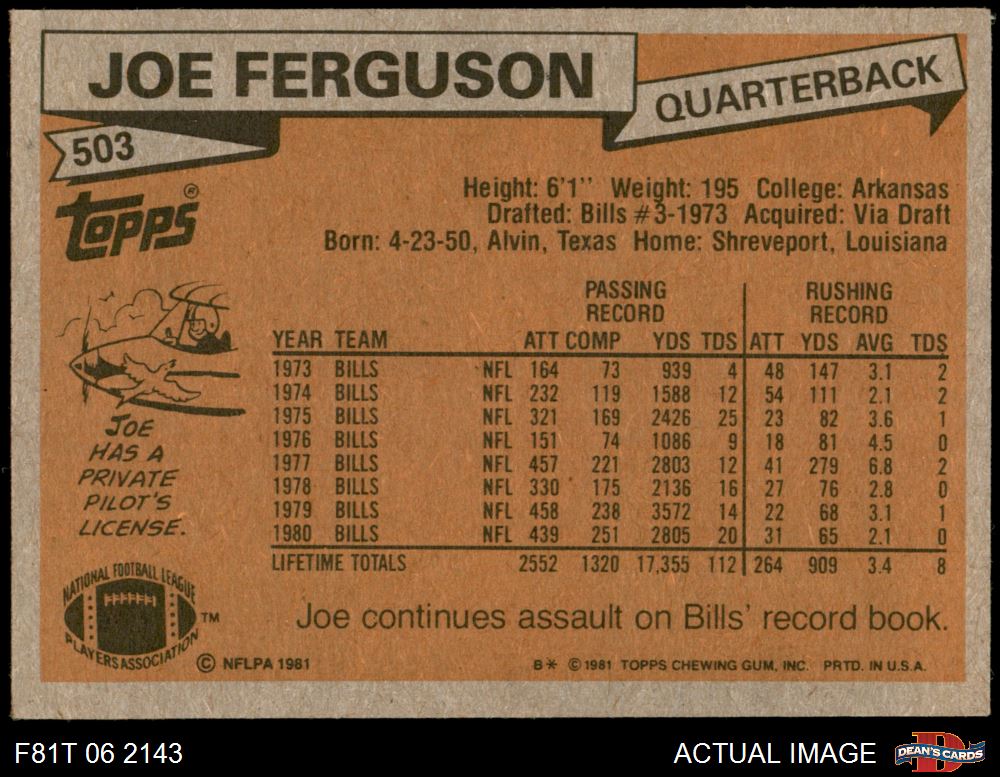 JOE FERGUSON
QUARTERBACK
503
Topps®
Height: 6'1" Weight: 195 College: Arkansas
Drafted: Bills #3-1973 Acquired: Via Draft
Born: 4-23-50, Alvin, Texas Home: Shreveport, Louisiana
PASSING RECORD RUSHING RECORD
YEAR TEAM ATT COMP YDS TDS ATT YDS AVG TDS
1973 BILLS NFL 164 73 939 4 48 147 3.1 2
1974 BILLS NFL 232 119 1588 12 54 111 2.1 2
1975 BILLS NFL 321 169 2426 25 23 82 3.6 1
1976 BILLS NFL 151 74 1086 9 18 81 4.5 0
1977 BILLS NFL 457 221 2803 12 41 279 6.8 2
1978 BILLS NFL 330 175 2136 16 27 76 2.8 0
1979 BILLS NFL 458 238 3572 14 22 68 3.1 1
1980 BILLS NFL 439 251 2805 20 31 65 2.1 0
LIFETIME TOTALS 2552 1320 17,355 112 264 909 3.4 8
JOE
HAS A
PRIVATE
PILOT'S
LICENSE.
Joe continues assault on Bills' record book.
NATIONAL FOOTBALL LEAGUE
PLAYERS ASSOCIATION
™
© NFLPA 1981
B* © 1981 TOPPS CHEWING GUM, INC. PRTD. IN U.S.A.
F81T 06 2143
ACTUAL IMAGE
D
DEAN'S CARDS